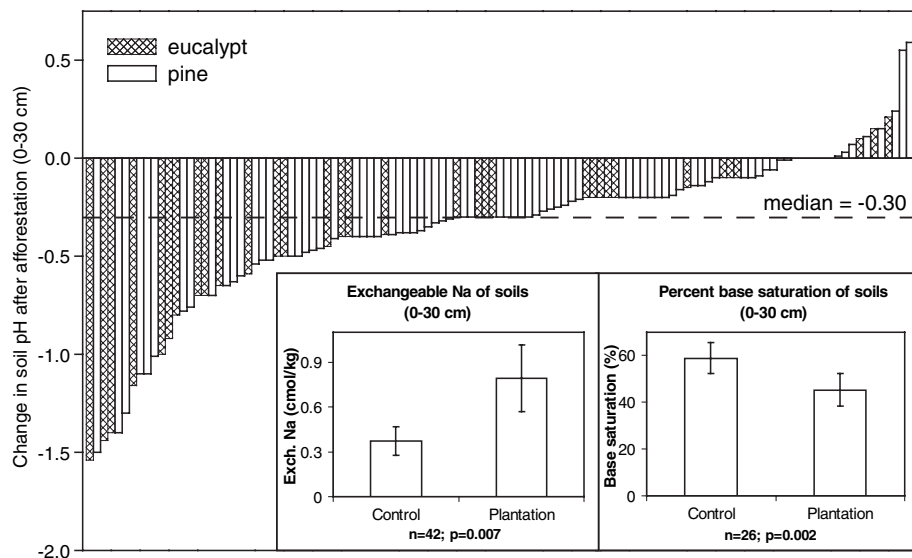 eucalypt
pine
Change in soil pH after afforestation (0-30 cm)
0.5
0.0
-0.5
-1.0
-1.5
-2.0
median = -0.30
Exchangeable Na of soils
(0-30 cm)
Exch. Na (cmol/kg)
0.9
0.6
0.3
0
Control Plantation
n=42; p=0.007
Percent base saturation of soils
(0-30 cm)
Base saturation (%)
60
40
20
0
Control Plantation
n=26; p=0.002